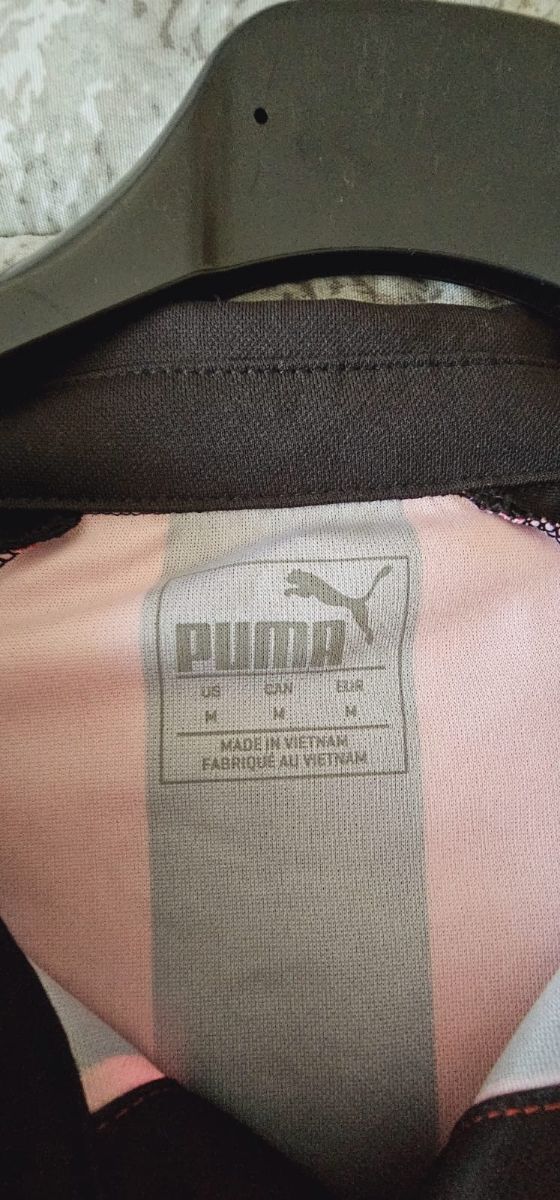 PUMA
US CAN EUR
M M M
MADE IN VIETNAM
FABRIQUÉ AU VIETNAM